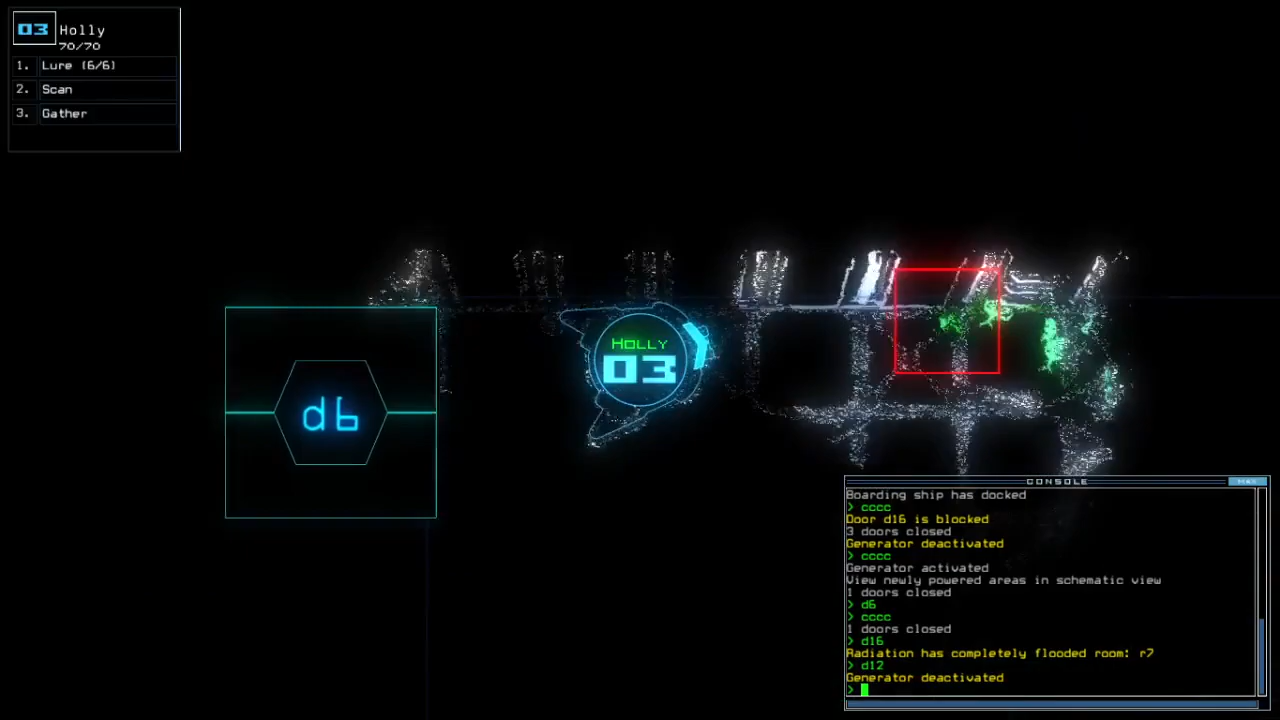 03 Holly
70/70
1. Lure (6/6)
2. Scan
3. Gather
d6
Holly
03
CONSOLE
MAX
Boarding ship has docked
> cccc
Door d16 is blocked
3 doors closed
Generator deactivated
> cccc
Generator activated
View newly powered areas in schematic view
1 doors closed
> d6
> cccc
1 doors closed
> d16
Radiation has completely flooded room: r7
> d12
Generator deactivated
>